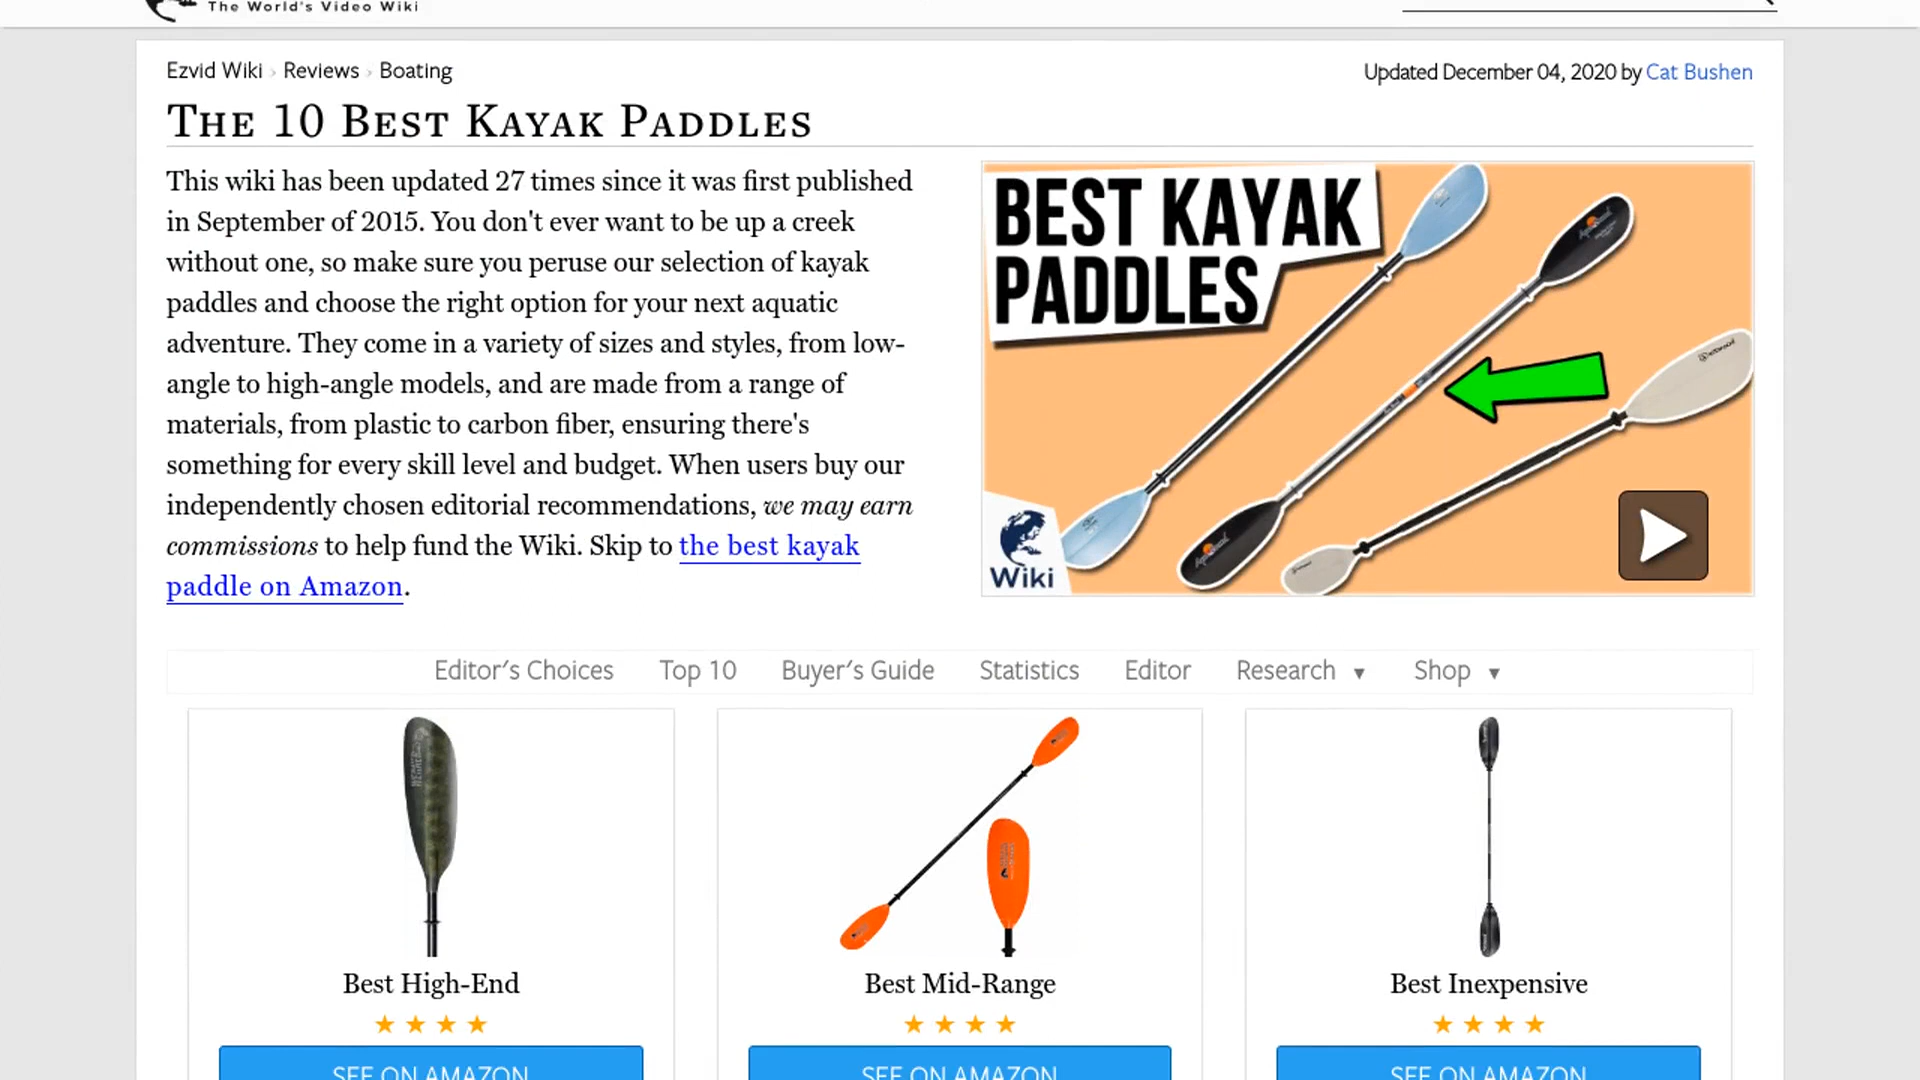 The World's Video Wiki
Ezvid Wiki › Reviews › Boating
Updated December 04, 2020 by Cat Bushen
The 10 Best Kayak Paddles
This wiki has been updated 27 times since it was first published
in September of 2015. You don't ever want to be up a creek
without one, so make sure you peruse our selection of kayak
paddles and choose the right option for your next aquatic
adventure. They come in a variety of sizes and styles, from low-
angle to high-angle models, and are made from a range of
materials, from plastic to carbon fiber, ensuring there's
something for every skill level and budget. When users buy our
independently chosen editorial recommendations, we may earn
commissions to help fund the Wiki. Skip to the best kayak
paddle on Amazon.
BEST KAYAK
PADDLES
Wiki
Editor's Choices Top 10 Buyer's Guide Statistics Editor Research ▼ Shop ▼
Best High-End
Best Mid-Range
Best Inexpensive
SEE ON AMAZON
SEE ON AMAZON
SEE ON AMAZON